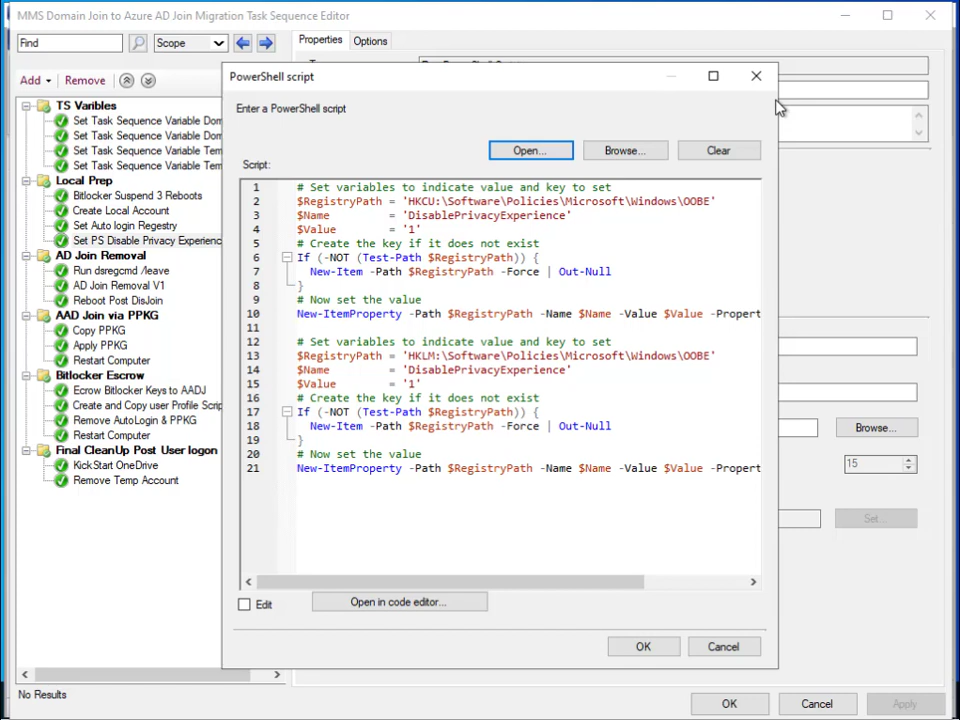 MMS Domain Join to Azure AD Join Migration Task Sequence Editor
Find
Scope
Properties
Options
Add
Remove
TS Varibles
Set Task Sequence Variable Dom
Set Task Sequence Variable Dom
Set Task Sequence Variable Tem
Set Task Sequence Variable Tem
Local Prep
Bitlocker Suspend 3 Reboots
Create Local Account
Set Auto login Regestry
Set PS Disable Privacy Experienc
AD Join Removal
Run dsregcmd /leave
AD Join Removal V1
Reboot Post DisJoin
AAD Join via PPKG
Copy PPKG
Apply PPKG
Restart Computer
Bitlocker Escrow
Ecrow Bitlocker Keys to AADJ
Create and Copy user Profile Scrip
Remove AutoLogin & PPKG
Restart Computer
Final CleanUp Post User logon
KickStart OneDrive
Remove Temp Account
No Results
PowerShell script
Enter a PowerShell script
Open...
Browse...
Clear
Script:
1 # Set variables to indicate value and key to set
2 $RegistryPath = 'HKCU:\Software\Policies\Microsoft\Windows\OOBE'
3 $Name = 'DisablePrivacyExperience'
4 $Value = '1'
5 # Create the key if it does not exist
6 If (-NOT (Test-Path $RegistryPath)) {
7 New-Item -Path $RegistryPath -Force | Out-Null
8 }
9 # Now set the value
10 New-ItemProperty -Path $RegistryPath -Name $Name -Value $Value -Propert
11
12 # Set variables to indicate value and key to set
13 $RegistryPath = 'HKLM:\Software\Policies\Microsoft\Windows\OOBE'
14 $Name = 'DisablePrivacyExperience'
15 $Value = '1'
16 # Create the key if it does not exist
17 If (-NOT (Test-Path $RegistryPath)) {
18 New-Item -Path $RegistryPath -Force | Out-Null
19 }
20 # Now set the value
21 New-ItemProperty -Path $RegistryPath -Name $Name -Value $Value -Propert
Edit
Open in code editor...
OK
Cancel
Browse...
15
Set...
OK
Cancel
Apply